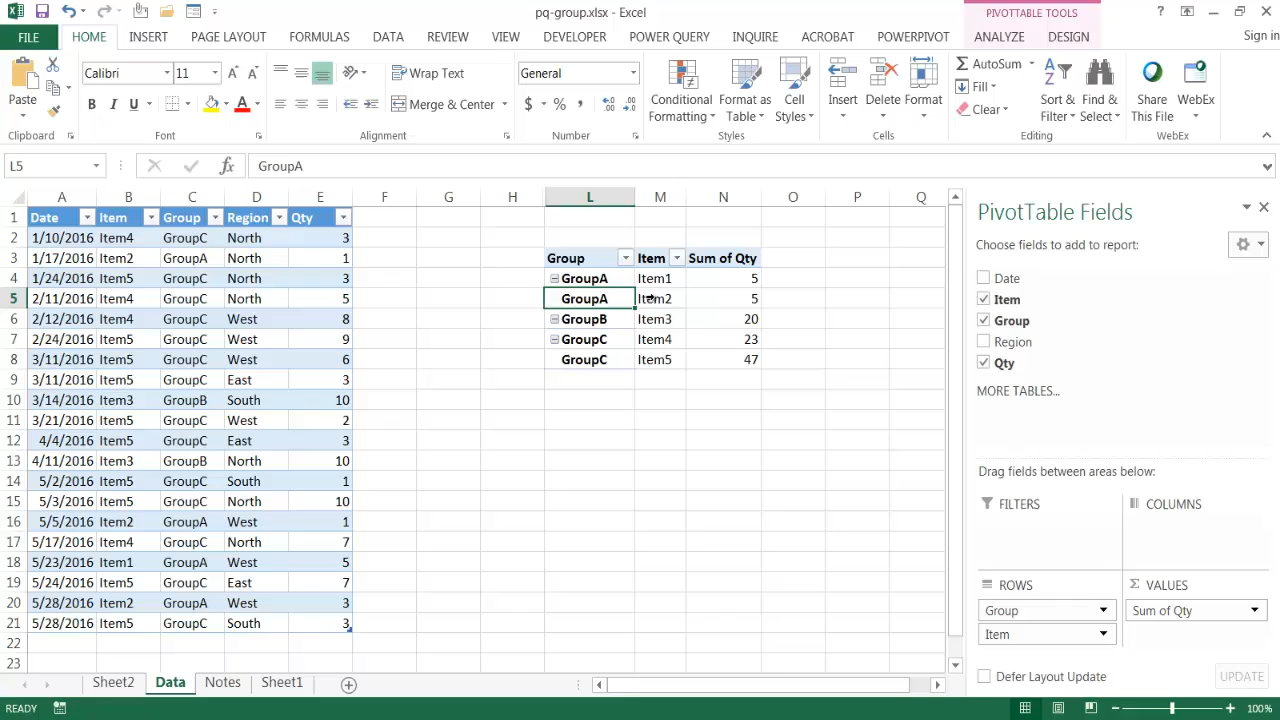 pq-group.xlsx - Excel
PIVOTTABLE TOOLS
?
FILE HOME INSERT PAGE LAYOUT FORMULAS DATA REVIEW VIEW DEVELOPER POWER QUERY INQUIRE ACROBAT POWERPIVOT ANALYZE DESIGN Sign in
Calibri 11 Wrap Text General AutoSum
Paste B I U Merge & Center $ % , Conditional Formatting Format as Table Cell Styles Insert Delete Format Fill Clear Sort & Filter Find & Select Share This File WebEx
Clipboard Font Alignment Number Styles Cells Editing WebEx
L5 fx GroupA
A B C D E F G H L M N O P Q
1 Date Item Group Region Qty
2 1/10/2016 Item4 GroupC North 3
3 1/17/2016 Item2 GroupA North 1 Group Item Sum of Qty
4 1/24/2016 Item5 GroupC North 3 GroupA Item1 5
5 2/11/2016 Item4 GroupC North 5 GroupA Item2 5
6 2/12/2016 Item4 GroupC West 8 GroupB Item3 20
7 2/24/2016 Item5 GroupC West 9 GroupC Item4 23
8 3/11/2016 Item5 GroupC West 6 GroupC Item5 47
9 3/11/2016 Item5 GroupC East 3
10 3/14/2016 Item3 GroupB South 10
11 3/21/2016 Item5 GroupC West 2
12 4/4/2016 Item5 GroupC East 3
13 4/11/2016 Item3 GroupB North 10
14 5/2/2016 Item5 GroupC South 1
15 5/3/2016 Item5 GroupC North 10
16 5/5/2016 Item2 GroupA West 1
17 5/17/2016 Item4 GroupC North 7
18 5/23/2016 Item1 GroupA West 5
19 5/24/2016 Item5 GroupC East 7
20 5/28/2016 Item2 GroupA West 3
21 5/28/2016 Item5 GroupC South 3
22
23
PivotTable Fields
Choose fields to add to report:
Date
Item
Group
Region
Qty
MORE TABLES...
Drag fields between areas below:
FILTERS COLUMNS
ROWS VALUES
Group Sum of Qty
Item
Defer Layout Update UPDATE
Sheet2 Data Notes Sheet1
READY 100%